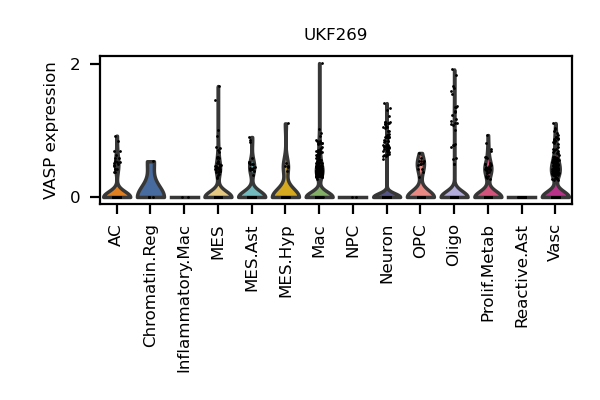 UKF269
VASP expression
2
0
AC
Chromatin.Reg
Inflammatory.Mac
MES
MES.Ast
MES.Hyp
Mac
NPC
Neuron
OPC
Oligo
Prolif.Metab
Reactive.Ast
Vasc